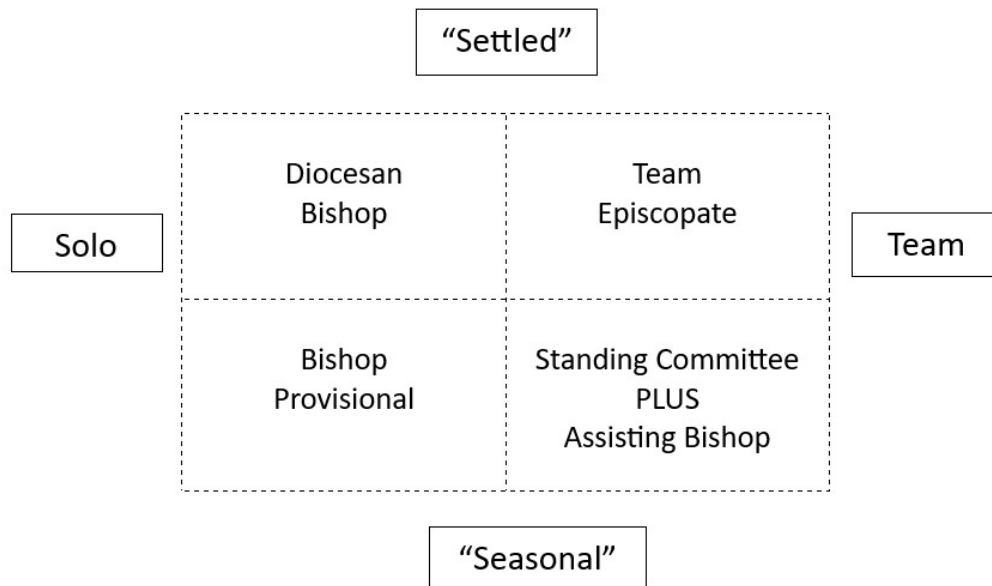 “Settled”
Diocesan
Bishop
Team
Episcopate
Solo
Team
Bishop
Provisional
Standing Committee
PLUS
Assisting Bishop
“Seasonal”